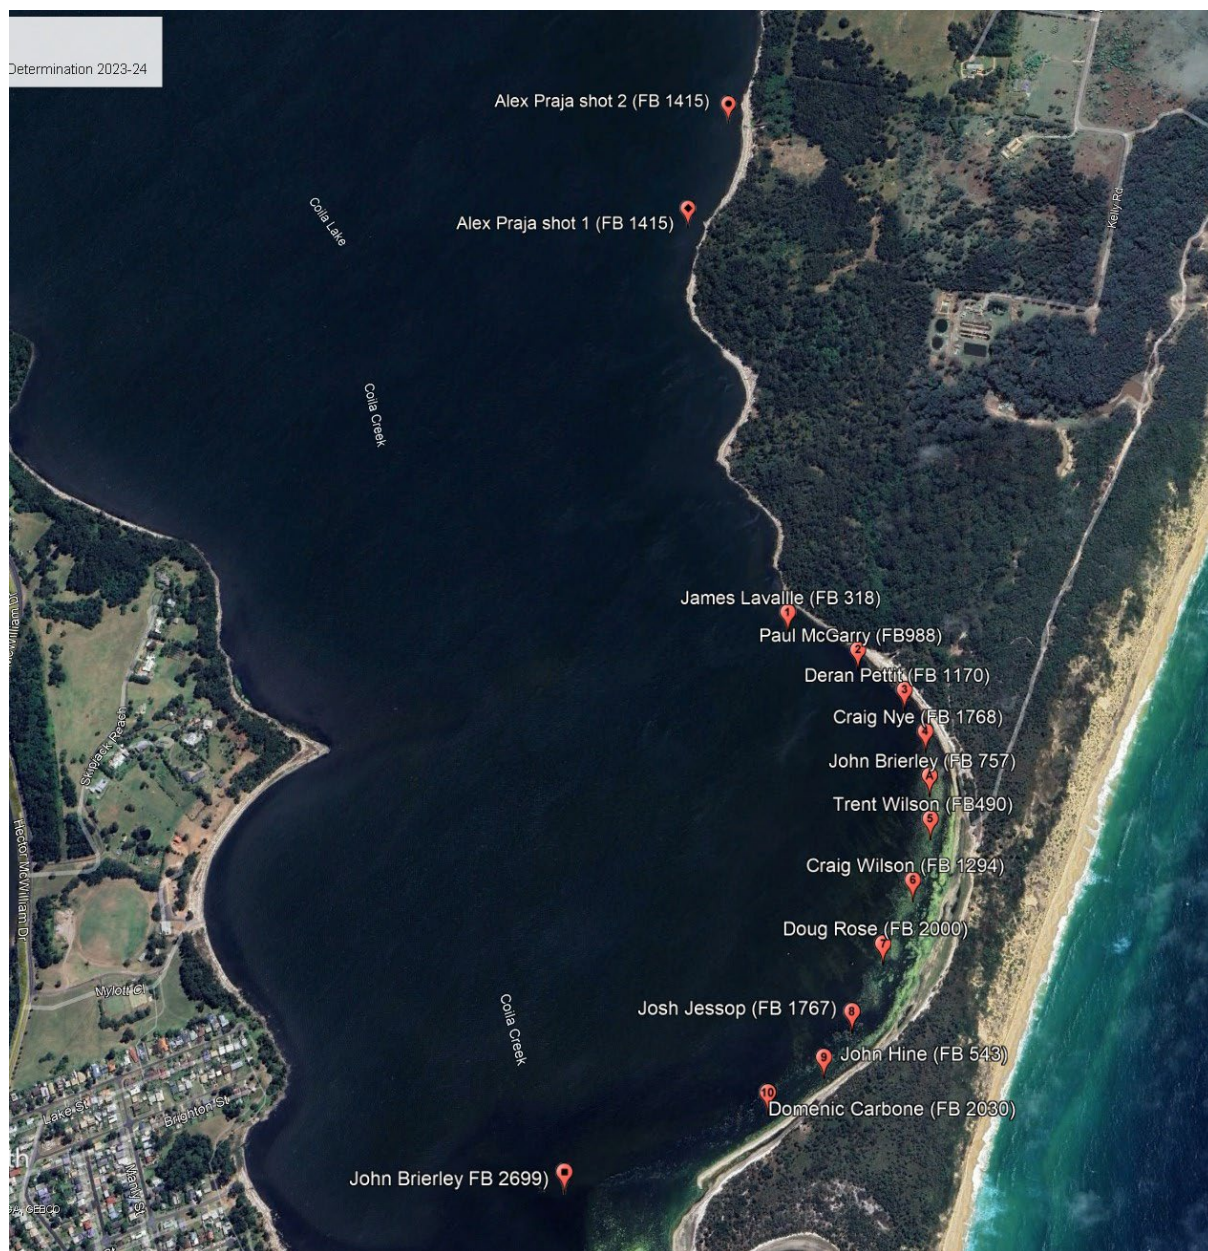 Determination 2023-24
Alex Praja shot 2 (FB 1415)
Coila Lake
Alex Praja shot 1 (FB 1415)
Kelly Rd
Coila Creek
James Lavallle (FB 318)
1
Paul McGarry (FB988)
2
Deran Pettit (FB 1170)
3
Craig Nye (FB 1768)
4
John Brierley (FB 757)
A
Trent Wilson (FB490)
5
Craig Wilson (FB 1294)
6
Doug Rose (FB 2000)
7
Skipjack Reach
Hector McWilliam Dr
Mylott Cl
Coila Creek
Josh Jessop (FB 1767)
8
John Hine (FB 543)
9
10
Domenic Carbone (FB 2030)
Lake St
Brighton St
Manly St
th
John Brierley FB 2699)